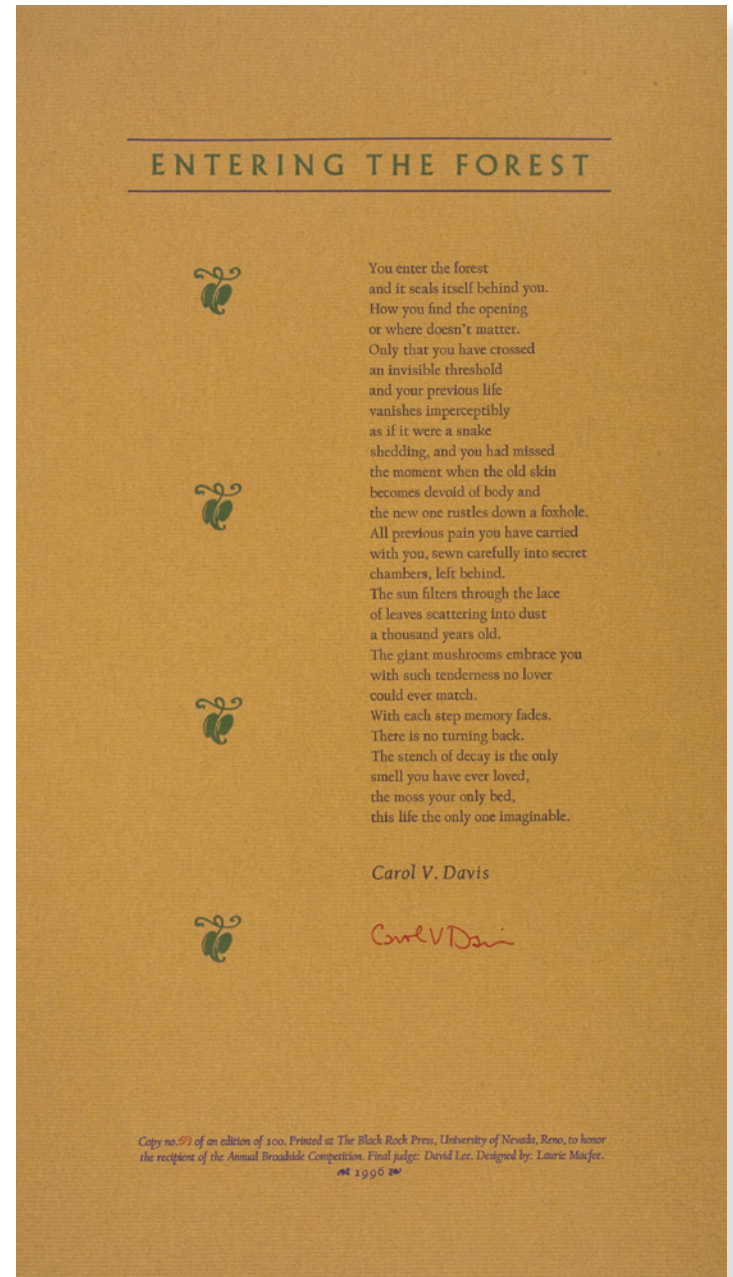 ENTERING THE FOREST
You enter the forest
and it seals itself behind you.
How you find the opening
or where doesn't matter.
Only that you have crossed
an invisible threshold
and your previous life
vanishes imperceptibly
as if it were a snake
shedding, and you had missed
the moment when the old skin
becomes devoid of body and
the new one rustles down a foxhole.
All previous pain you have carried
with you, sewn carefully into secret
chambers, left behind.
The sun filters through the lace
of leaves scattering into dust
a thousand years old.
The giant mushrooms embrace you
with such tenderness no lover
could ever match.
With each step memory fades.
There is no turning back.
The stench of decay is the only
smell you have ever loved,
the moss your only bed,
this life the only one imaginable.
Carol V. Davis
Carol V Davis
Copy no. of an edition of 100. Printed at The Black Rock Press, University of Nevada, Reno, to honor
the recipient of the Annual Broadside Competition. Final judge: David Lee. Designed by: Laurie Macfee.
1996